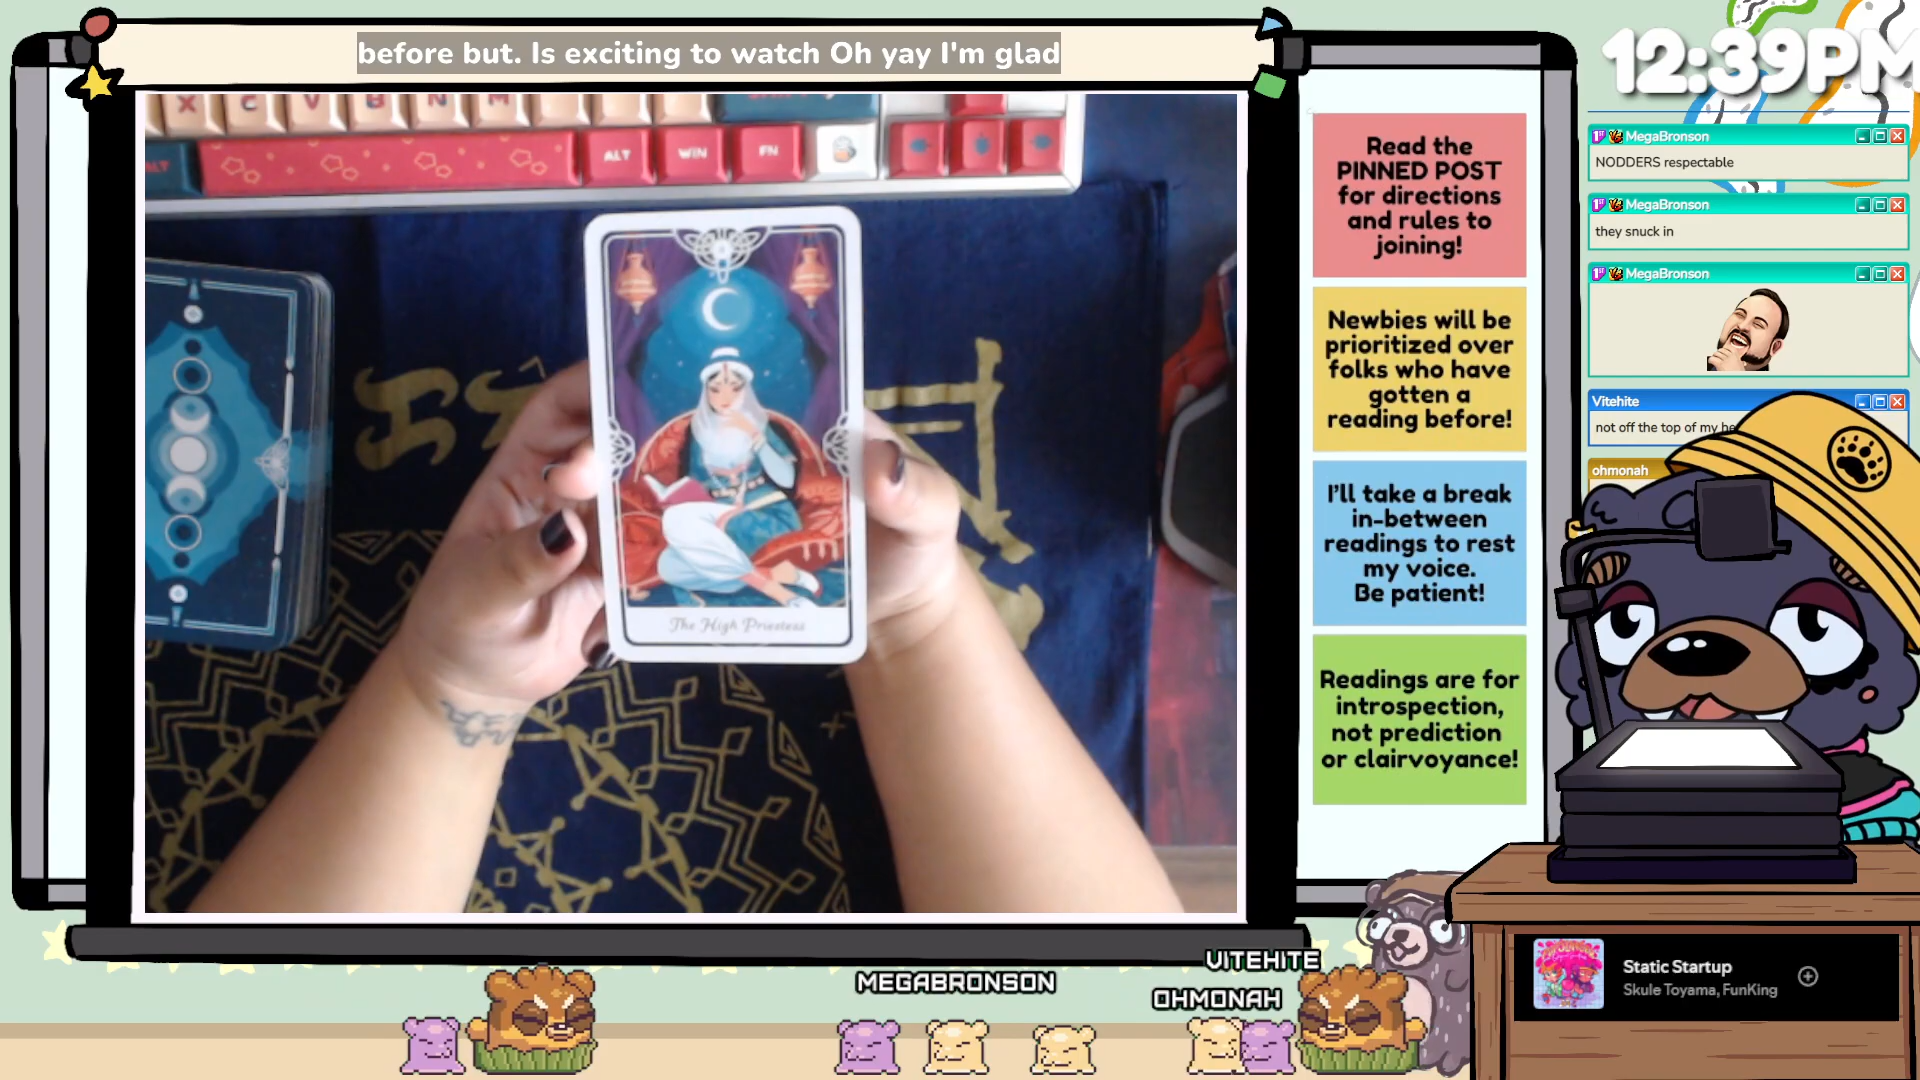 before but. Is exciting to watch Oh yay I'm glad
12:39PM
X C V B N M
ALT
ALT
WIN
FN
The High Priestess
Read the
PINNED POST
for directions
and rules to
joining!
Newbies will be
prioritized over
folks who have
gotten a
reading before!
I'll take a break
in-between
readings to rest
my voice.
Be patient!
Readings are for
introspection,
not prediction
or clairvoyance!
MegaBronson
NODDERS respectable
MegaBronson
they snuck in
MegaBronson
Vitehite
not off the top of my
ohmonah
MEGABRONSON
VITEHITE
OHMONAH
Static Startup
Skule Toyama, FunKing